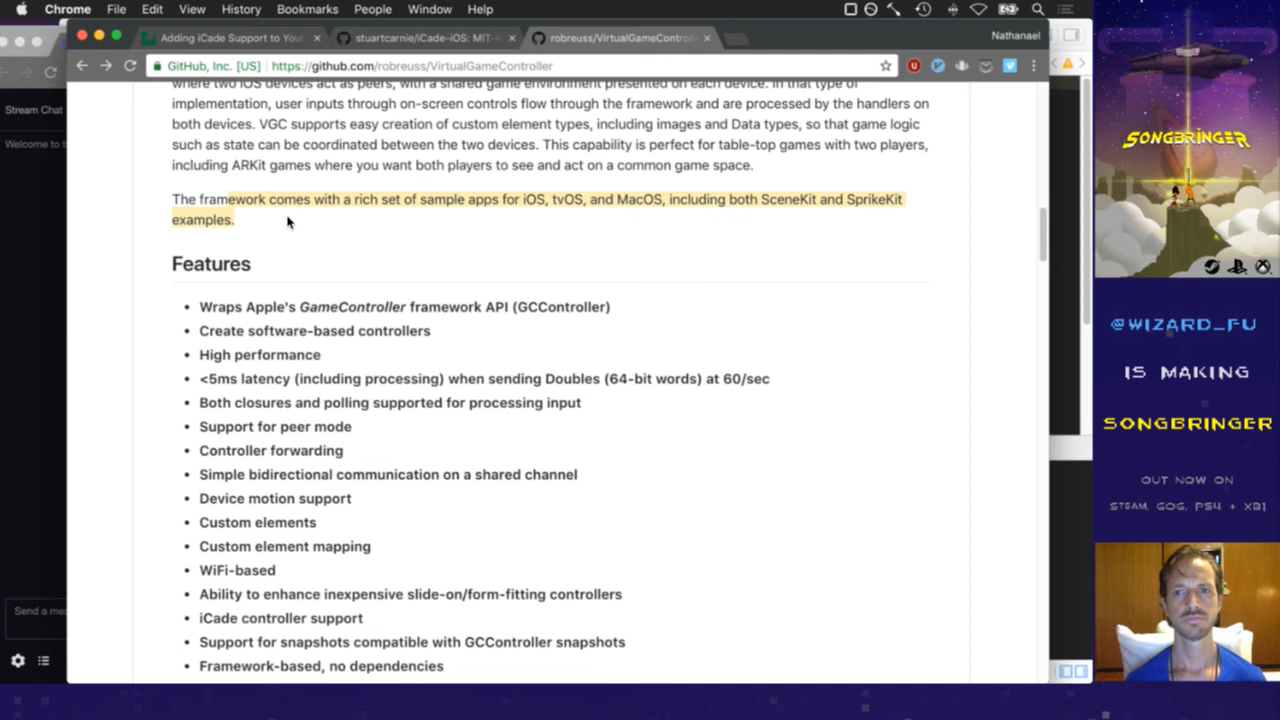 Chrome File Edit View History Bookmarks People Window Help
Adding iCade Support to Your
stuartcarnie/iCade-iOS: MIT-
robreuss/VirtualGameControll
Nathanael
GitHub, Inc. [US] https://github.com/robreuss/VirtualGameController
Stream Chat
Welcome to t
where two iOS devices act as peers, with a shared game environment presented on each device. In that type of
implementation, user inputs through on-screen controls flow through the framework and are processed by the handlers on
both devices. VGC supports easy creation of custom element types, including images and Data types, so that game logic
such as state can be coordinated between the two devices. This capability is perfect for table-top games with two players,
including ARKit games where you want both players to see and act on a common game space.
The framework comes with a rich set of sample apps for iOS, tvOS, and MacOS, including both SceneKit and SprikeKit
examples.
Features
• Wraps Apple's GameController framework API (GCController)
• Create software-based controllers
• High performance
• <5ms latency (including processing) when sending Doubles (64-bit words) at 60/sec
• Both closures and polling supported for processing input
• Support for peer mode
• Controller forwarding
• Simple bidirectional communication on a shared channel
• Device motion support
• Custom elements
• Custom element mapping
• WiFi-based
• Ability to enhance inexpensive slide-on/form-fitting controllers
• iCade controller support
• Support for snapshots compatible with GCController snapshots
• Framework-based, no dependencies
Send a mes
SONGBRINGER
@WIZARD_FU
IS MAKING
SONGBRINGER
OUT NOW ON
STEAM, GOG, PS4 + XB1